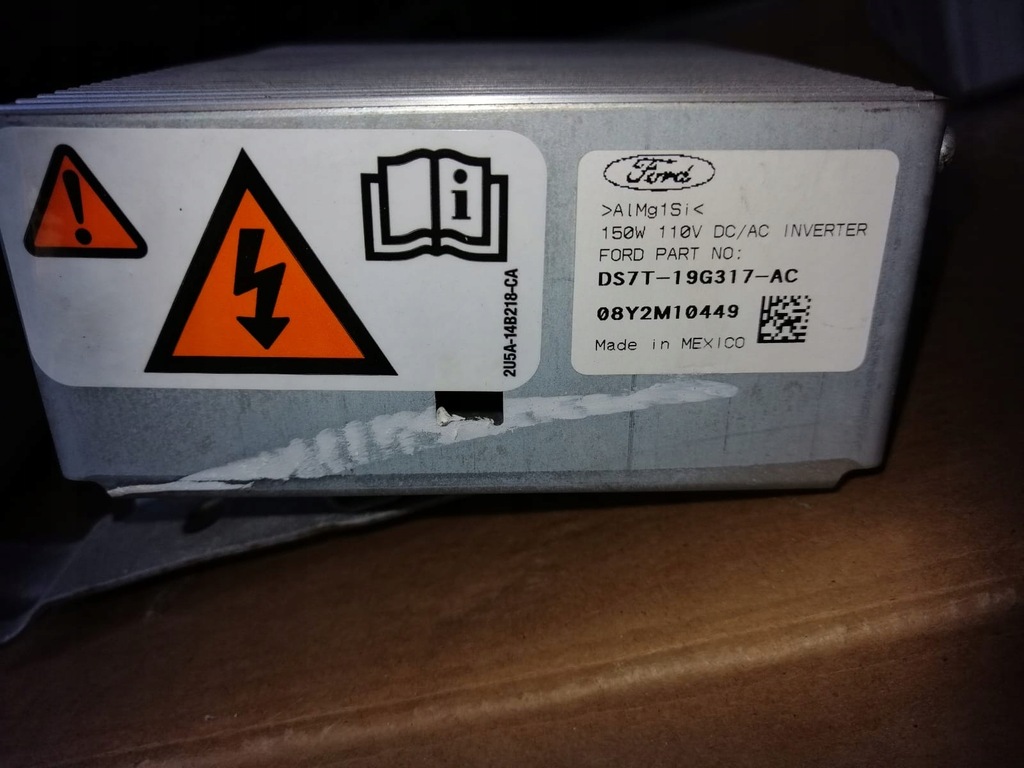 i
2U5A-14B218-CA
Ford
>AlMg1Si<
150W 110V DC/AC INVERTER
FORD PART NO:
DS7T-19G317-AC
08Y2M10449
Made in MEXICO